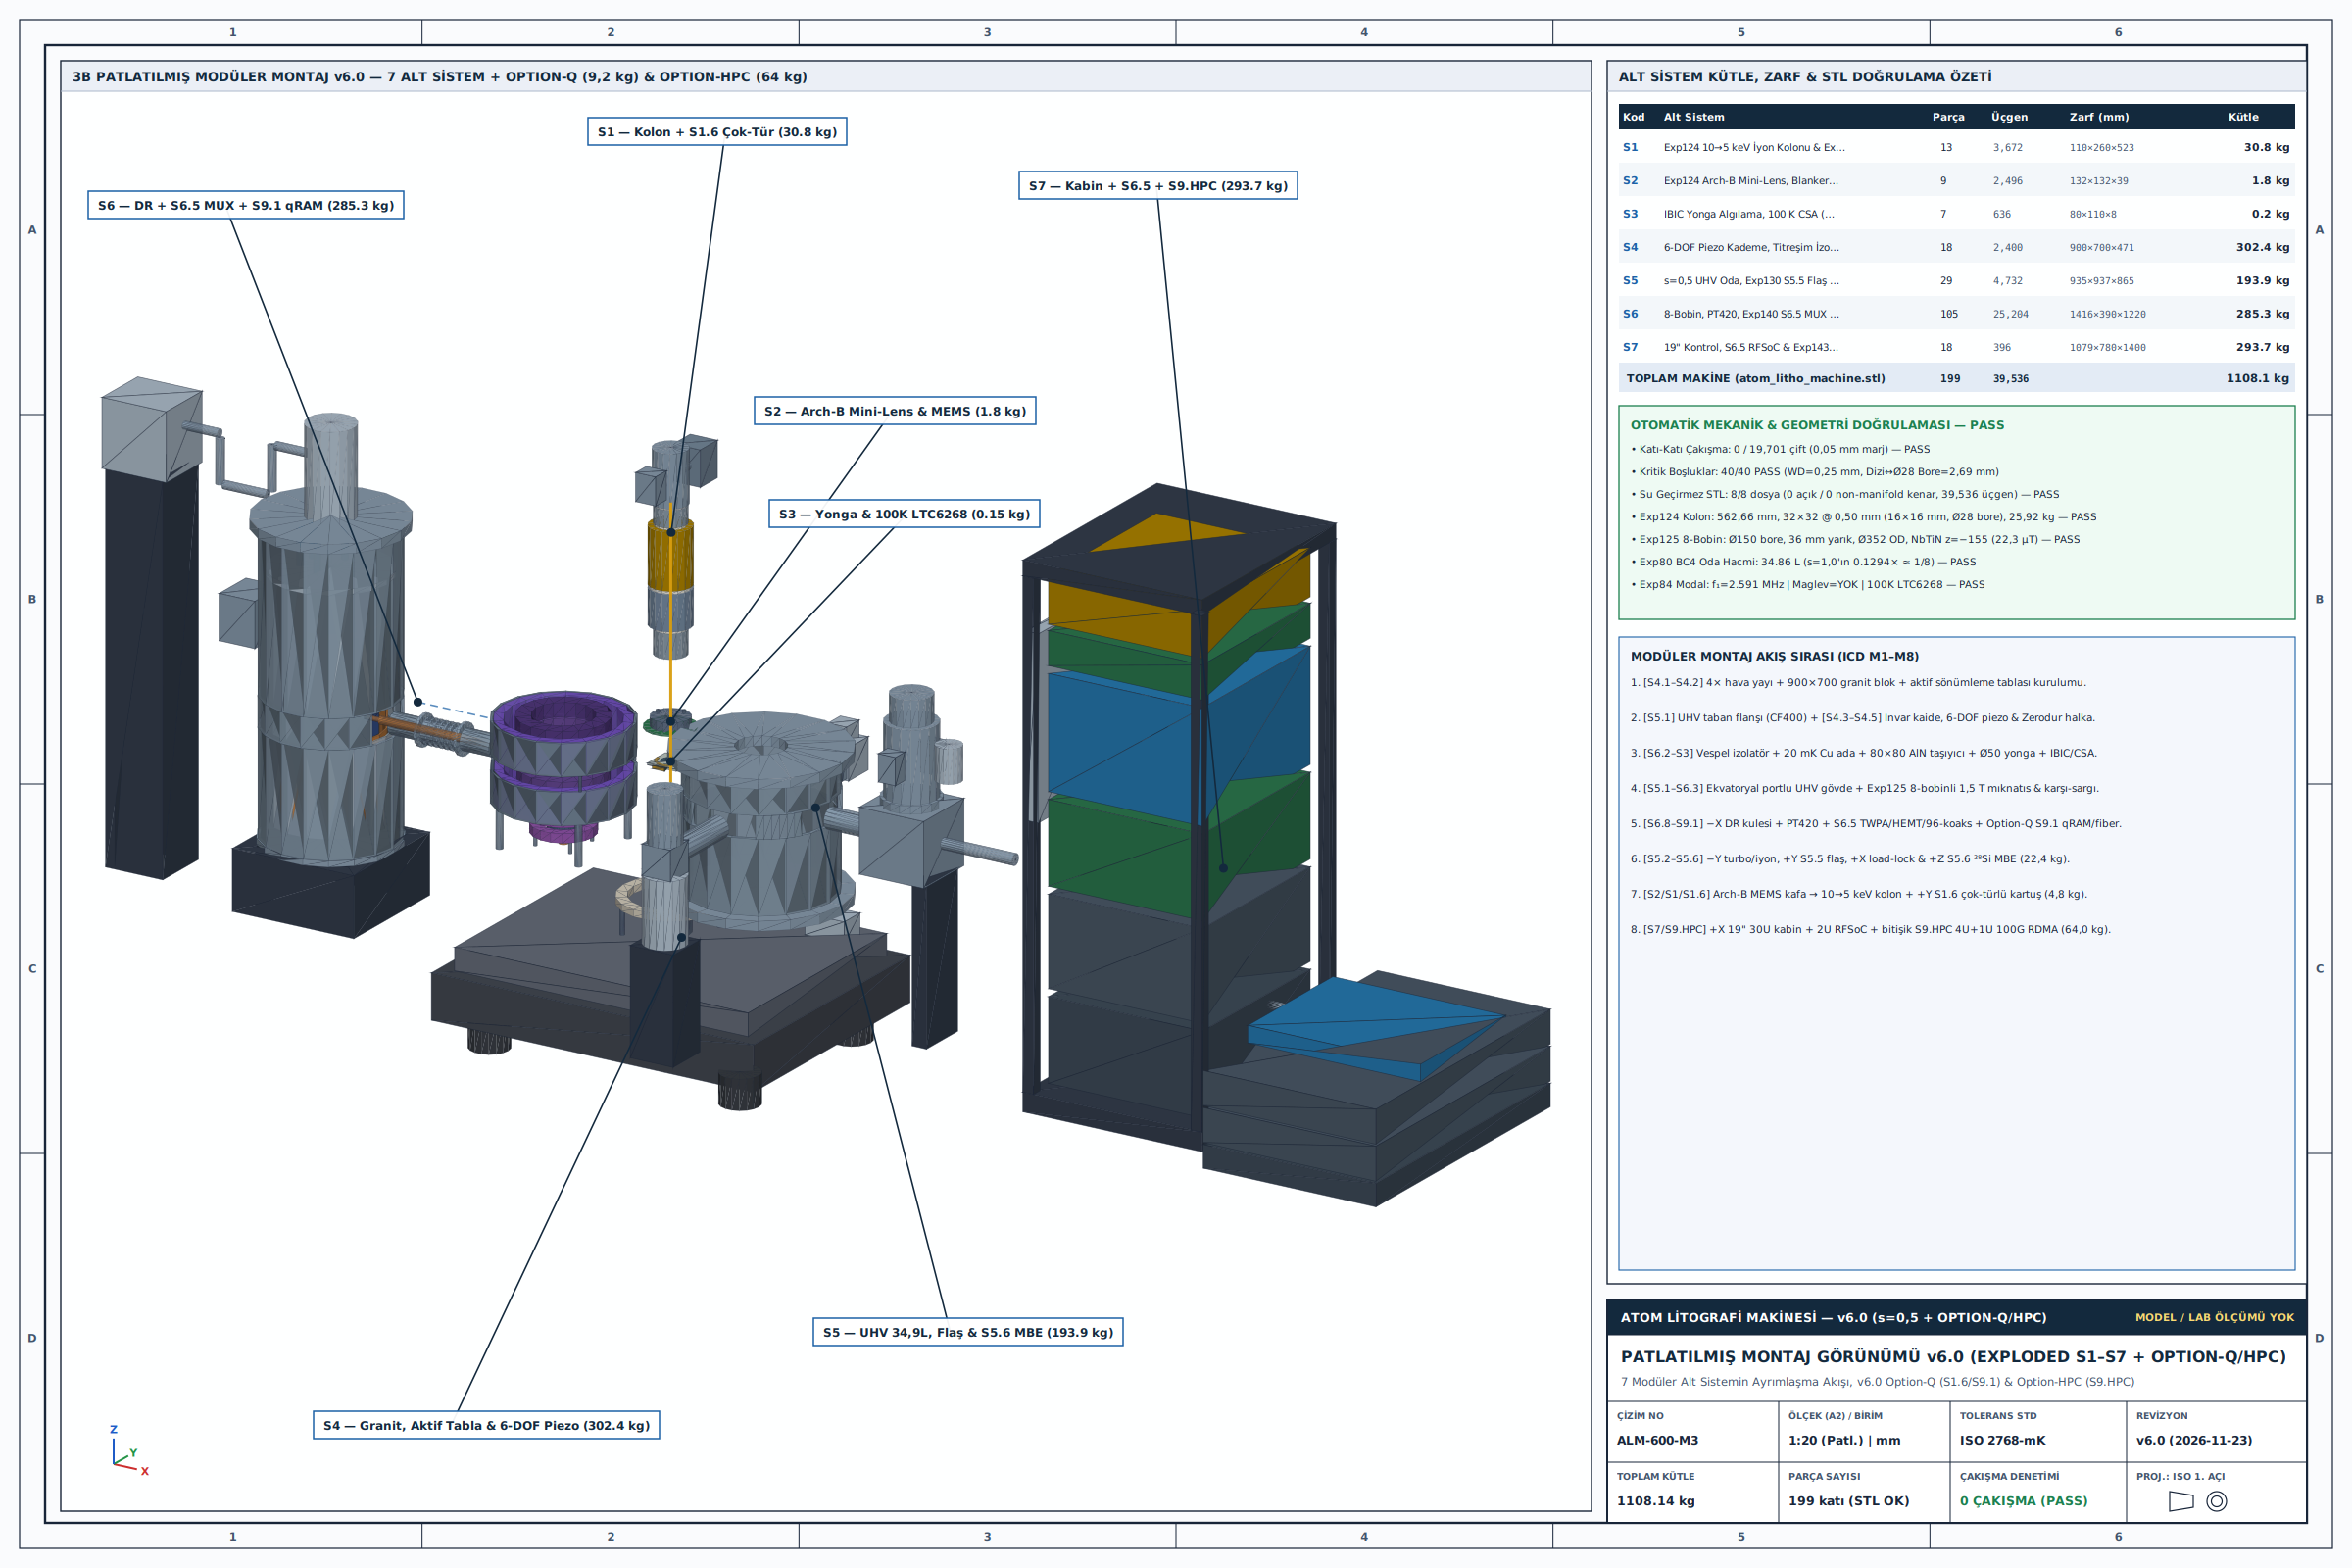 1 2 3 4 5 6
A
B
C
D
3B PATLATILMIŞ MODÜLER MONTAJ v6.0 — 7 ALT SİSTEM + OPTION-Q (9,2 kg) & OPTION-HPC (64 kg)
S1 — Kolon + S1.6 Çok-Tür (30.8 kg)
S7 — Kabin + S6.5 + S9.HPC (293.7 kg)
S6 — DR + S6.5 MUX + S9.1 qRAM (285.3 kg)
S2 — Arch-B Mini-Lens & MEMS (1.8 kg)
S3 — Yonga & 100K LTC6268 (0.15 kg)
S5 — UHV 34,9L, Flaş & S5.6 MBE (193.9 kg)
S4 — Granit, Aktif Tabla & 6-DOF Piezo (302.4 kg)
Z
Y
X
ALT SİSTEM KÜTLE, ZARF & STL DOĞRULAMA ÖZETİ
Kod Alt Sistem Parça Üçgen Zarf (mm) Kütle
S1 Exp124 10→5 keV İyon Kolonu & Ex... 13 3,672 110×260×523 30.8 kg
S2 Exp124 Arch-B Mini-Lens, Blanker... 9 2,496 132×132×39 1.8 kg
S3 IBIC Yonga Algılama, 100 K CSA (... 7 636 80×110×8 0.2 kg
S4 6-DOF Piezo Kademe, Titreşim İzo... 18 2,400 900×700×471 302.4 kg
S5 s=0,5 UHV Oda, Exp130 S5.5 Flaş ... 29 4,732 935×937×865 193.9 kg
S6 8-Bobin, PT420, Exp140 S6.5 MUX ... 105 25,204 1416×390×1220 285.3 kg
S7 19" Kontrol, S6.5 RFSoC & Exp143... 18 396 1079×780×1400 293.7 kg
TOPLAM MAKİNE (atom_litho_machine.stl) 199 39,536 1108.1 kg
OTOMATİK MEKANİK & GEOMETRİ DOĞRULAMASI — PASS
• Katı-Katı Çakışma: 0 / 19,701 çift (0,05 mm marj) — PASS
• Kritik Boşluklar: 40/40 PASS (WD=0,25 mm, Dizi↔Ø28 Bore=2,69 mm)
• Su Geçirmez STL: 8/8 dosya (0 açık / 0 non-manifold kenar, 39,536 üçgen) — PASS
• Exp124 Kolon: 562,66 mm, 32×32 @ 0,50 mm (16×16 mm, Ø28 bore), 25,92 kg — PASS
• Exp125 8-Bobin: Ø150 bore, 36 mm yarık, Ø352 OD, NbTiN z=−155 (22,3 µT) — PASS
• Exp80 BC4 Oda Hacmi: 34.86 L (s=1,0'ın 0.1294× ≈ 1/8) — PASS
• Exp84 Modal: f₁=2.591 MHz | Maglev=YOK | 100K LTC6268 — PASS
MODÜLER MONTAJ AKIŞ SIRASI (ICD M1–M8)
1. [S4.1–S4.2] 4× hava yayı + 900×700 granit blok + aktif sönümleme tablası kurulumu.
2. [S5.1] UHV taban flanşı (CF400) + [S4.3–S4.5] Invar kaide, 6-DOF piezo & Zerodur halka.
3. [S6.2–S3] Vespel izolatör + 20 mK Cu ada + 80×80 AlN taşıyıcı + Ø50 yonga + IBIC/CSA.
4. [S5.1–S6.3] Ekvatoryal portlu UHV gövde + Exp125 8-bobinli 1,5 T mıknatıs & karşı-sargı.
5. [S6.8–S9.1] −X DR kulesi + PT420 + S6.5 TWPA/HEMT/96-koaks + Option-Q S9.1 qRAM/fiber.
6. [S5.2–S5.6] −Y turbo/iyon, +Y S5.5 flaş, +X load-lock & +Z S5.6 ²⁸Si MBE (22,4 kg).
7. [S2/S1/S1.6] Arch-B MEMS kafa → 10→5 keV kolon + +Y S1.6 çok-türlü kartuş (4,8 kg).
8. [S7/S9.HPC] +X 19" 30U kabin + 2U RFSoC + bitişik S9.HPC 4U+1U 100G RDMA (64,0 kg).
ATOM LİTOGRAFİ MAKİNESİ — v6.0 (s=0,5 + OPTION-Q/HPC) MODEL / LAB ÖLÇÜMÜ YOK
PATLATILMIŞ MONTAJ GÖRÜNÜMÜ v6.0 (EXPLODED S1–S7 + OPTION-Q/HPC)
7 Modüler Alt Sistemin Ayrımlaşma Akışı, v6.0 Option-Q (S1.6/S9.1) & Option-HPC (S9.HPC)
ÇİZİM NO ÖLÇEK (A2) / BİRİM TOLERANS STD REVİZYON
ALM-600-M3 1:20 (Patl.) | mm ISO 2768-mK v6.0 (2026-11-23)
TOPLAM KÜTLE PARÇA SAYISI ÇAKIŞMA DENETİMİ PROJ.: ISO 1. AÇI
1108.14 kg 199 katı (STL OK) 0 ÇAKIŞMA (PASS)
A
B
C
D
1 2 3 4 5 6